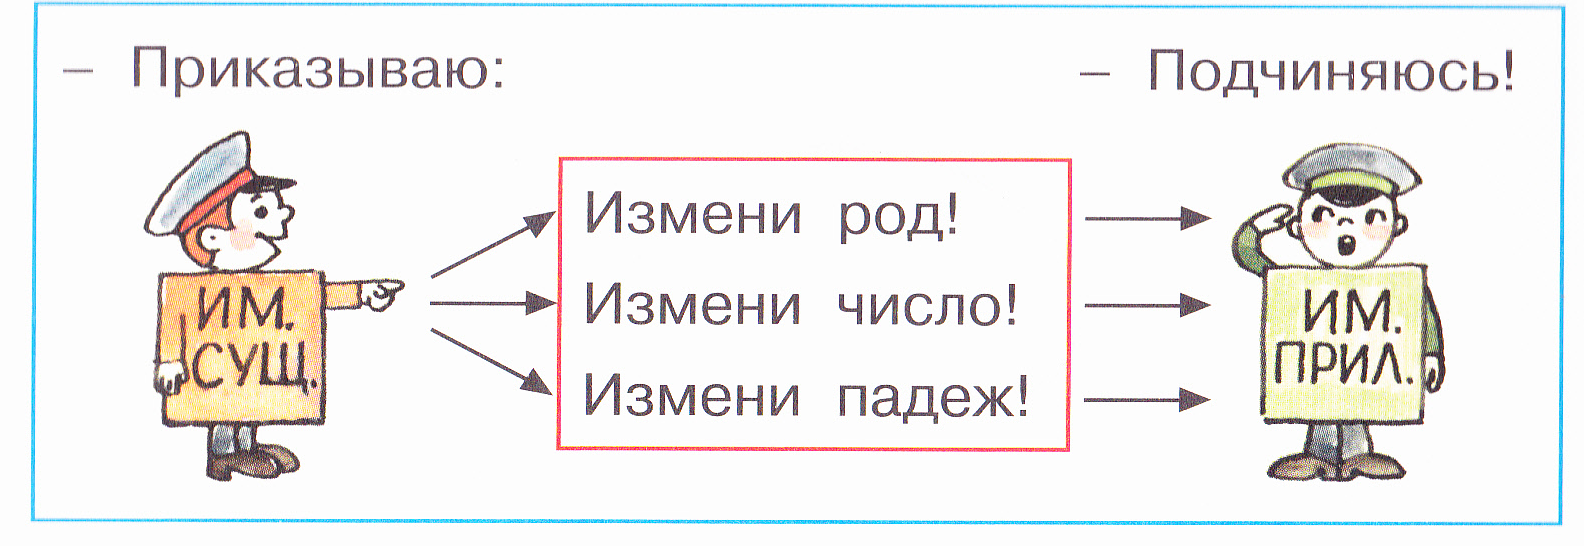 – Приказываю:
– Подчиняюсь!
Измени род!
Измени число!
Измени падеж!
ИМ.
СУЩ.
ИМ.
ПРИЛ.